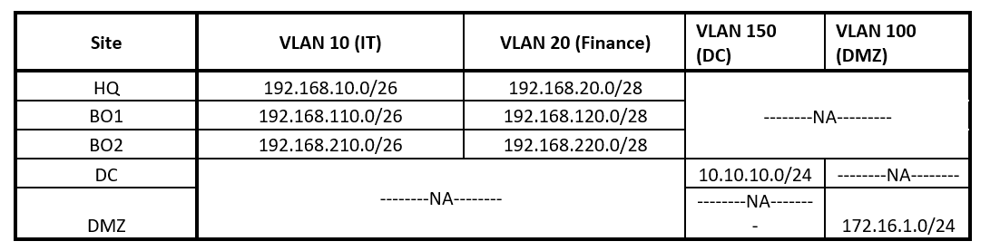 Site VLAN 10 (IT) VLAN 20 (Finance) VLAN 150 (DC) VLAN 100 (DMZ)
HQ 192.168.10.0/26 192.168.20.0/28
BO1 192.168.110.0/26 192.168.120.0/28 --------NA---------
BO2 192.168.210.0/26 192.168.220.0/28
DC 10.10.10.0/24 --------NA--------
--------NA--------
DMZ --------NA-------- 172.16.1.0/24